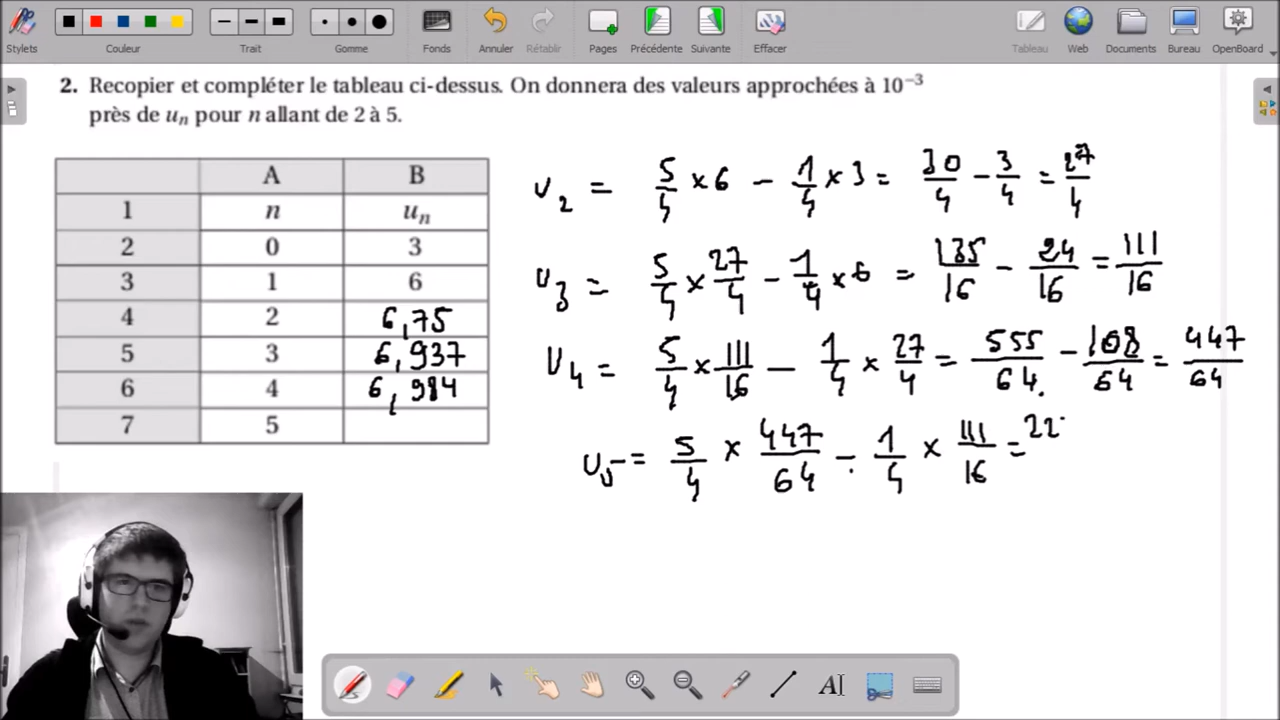 Stylets Couleur Trait Gomme Fonds Annuler Rétablir Pages Précédente Suivante Effacer Tableau Web Documents Bureau OpenBoard
2. Recopier et compléter le tableau ci-dessus. On donnera des valeurs approchées à 10⁻³
près de uₙ pour n allant de 2 à 5.
A B
1 n uₙ
2 0 3
3 1 6
4 2 6,75
5 3 6,937
6 4 6,984
7 5
u₂ = 5/4 × 6 - 1/4 × 3 = 30/4 - 3/4 = 27/4
u₃ = 5/4 × 27/4 - 1/4 × 6 = 135/16 - 24/16 = 111/16
u₄ = 5/4 × 111/16 - 1/4 × 27/4 = 555/64 - 108/64 = 447/64
u₅ = 5/4 × 447/64 - 1/4 × 111/16 = 22
AI